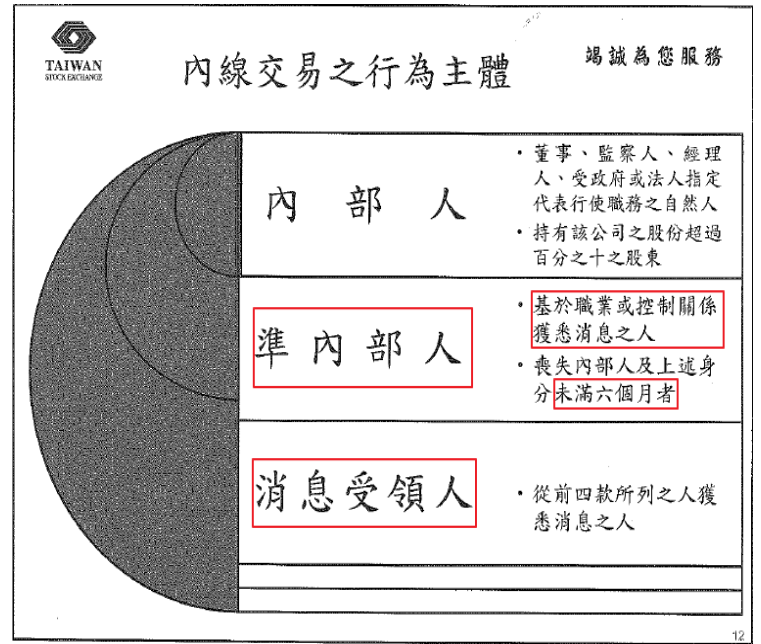 TAIWAN
STOCK EXCHANGE
內線交易之行為主體
竭誠為您服務
內部人
• 董事、監察人、經理
人、受政府或法人指定
代表行使職務之自然人
• 持有該公司之股份超過
百分之十之股東
準內部人
• 基於職業或控制關係
獲悉消息之人
• 喪失內部人及上述身
分未滿六個月者
消息受領人
• 從前四款所列之人獲
悉消息之人
12